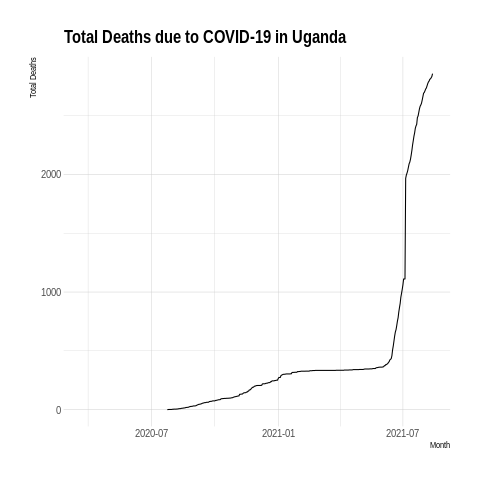 Total Deaths due to COVID-19 in Uganda
Total Deaths
2000
1000
0
2020-07
2021-01
2021-07
Month